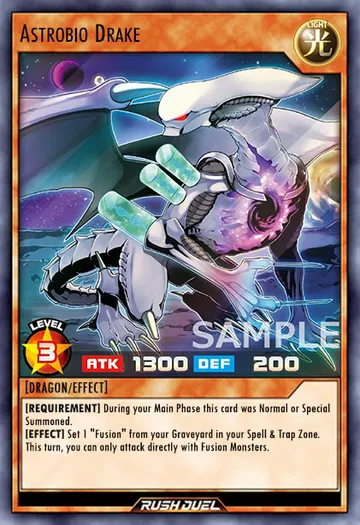 ASTROBIO DRAKE
LIGHT
光
SAMPLE
LEVEL
3
ATK 1300 DEF 200
[DRAGON/EFFECT]
[REQUIREMENT] During your Main Phase this card was Normal or Special
Summoned.
[EFFECT] Set 1 "Fusion" from your Graveyard in your Spell & Trap Zone.
This turn, you can only attack directly with Fusion Monsters.
RUSH DUEL